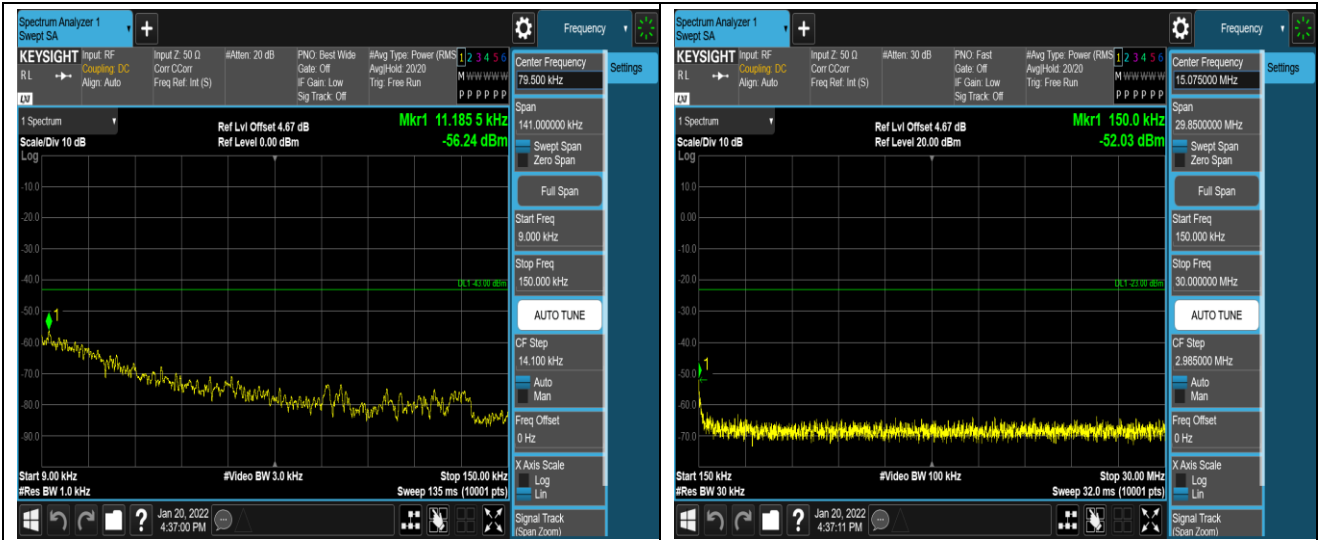 Spectrum Analyzer 1
Swept SA
Frequency
KEYSIGHT
Input: RF
Coupling: DC
Align: Auto
Input Z: 50 Ω
Corr CCorr
Freq Ref: Int (S)
#Atten: 20 dB
PNO: Best Wide
Gate: Off
IF Gain: Low
Sig Track: Off
#Avg Type: Power (RMS
Avg|Hold: 20/20
Trig: Free Run
1 2 3 4 5 6
M W W W W W
P P P P P P
RL
LXI
Center Frequency
79.500 kHz
Settings
Span
141.000000 kHz
Swept Span
Zero Span
Full Span
Start Freq
9.000 kHz
Stop Freq
150.000 kHz
AUTO TUNE
CF Step
14.100 kHz
Auto
Man
Freq Offset
0 Hz
X Axis Scale
Log
Lin
Signal Track
(Span Zoom)
1 Spectrum
Scale/Div 10 dB
Log
Ref Lvl Offset 4.67 dB
Ref Level 0.00 dBm
Mkr1 11.185 5 kHz
-56.24 dBm
-10.0
-20.0
-30.0
-40.0
DL1 -43.00 dBm
-50.0
1
-60.0
-70.0
-80.0
-90.0
Start 9.00 kHz
#Res BW 1.0 kHz
#Video BW 3.0 kHz
Stop 150.00 kHz
Sweep 135 ms (10001 pts)
?
Jan 20, 2022
4:37:00 PM
Spectrum Analyzer 1
Swept SA
Frequency
KEYSIGHT
Input: RF
Coupling: DC
Align: Auto
Input Z: 50 Ω
Corr CCorr
Freq Ref: Int (S)
#Atten: 30 dB
PNO: Fast
Gate: Off
IF Gain: Low
Sig Track: Off
#Avg Type: Power (RMS
Avg|Hold: 20/20
Trig: Free Run
1 2 3 4 5 6
M W W W W W
P P P P P P
RL
LXI
Center Frequency
15.075000 MHz
Settings
Span
29.8500000 MHz
Swept Span
Zero Span
Full Span
Start Freq
150.000 kHz
Stop Freq
30.000000 MHz
AUTO TUNE
CF Step
2.985000 MHz
Auto
Man
Freq Offset
0 Hz
X Axis Scale
Log
Lin
Signal Track
(Span Zoom)
1 Spectrum
Scale/Div 10 dB
Log
Ref Lvl Offset 4.67 dB
Ref Level 20.00 dBm
Mkr1 150.0 kHz
-52.03 dBm
10.0
0.00
-10.0
-20.0
DL1 -23.00 dBm
-30.0
-40.0
1
-50.0
-60.0
-70.0
Start 150 kHz
#Res BW 30 kHz
#Video BW 100 kHz
Stop 30.00 MHz
Sweep 32.0 ms (10001 pts)
?
Jan 20, 2022
4:37:11 PM